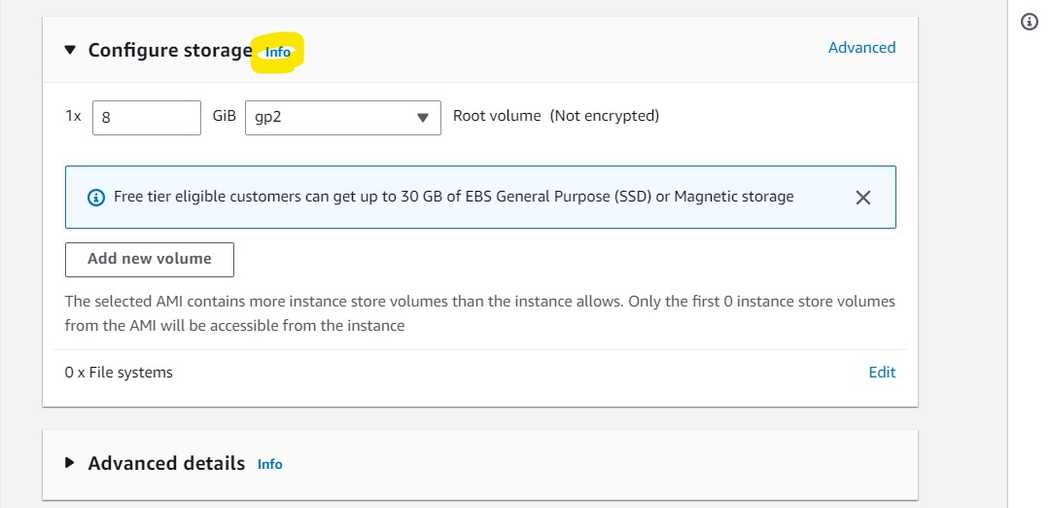 Configure storage Info
Advanced
1x 8 GiB gp2 Root volume (Not encrypted)
Free tier eligible customers can get up to 30 GB of EBS General Purpose (SSD) or Magnetic storage
Add new volume
The selected AMI contains more instance store volumes than the instance allows. Only the first 0 instance store volumes
from the AMI will be accessible from the instance
0 x File systems
Edit
Advanced details Info